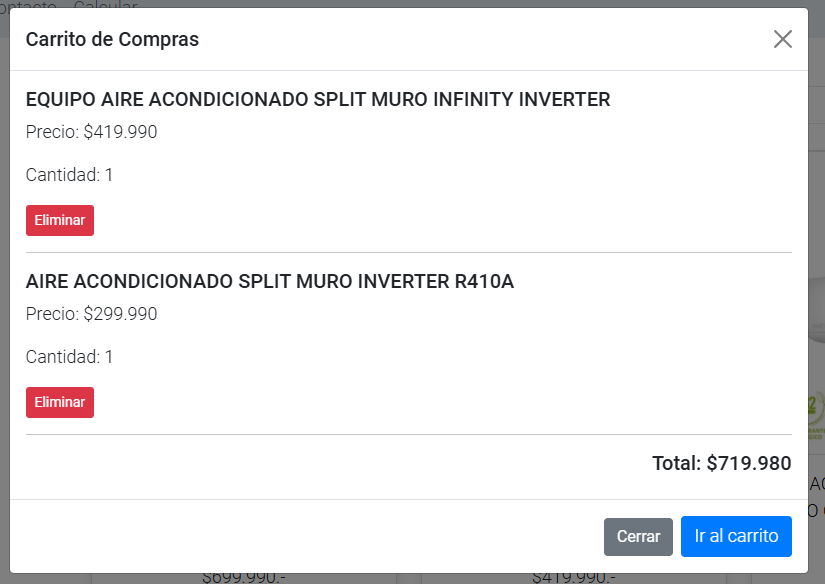 Contacto Calcular
Carrito de Compras
EQUIPO AIRE ACONDICIONADO SPLIT MURO INFINITY INVERTER
Precio: $419.990
Cantidad: 1
Eliminar
AIRE ACONDICIONADO SPLIT MURO INVERTER R410A
Precio: $299.990
Cantidad: 1
Eliminar
Total: $719.980
Cerrar
Ir al carrito
$699.990.-
$419.990.-